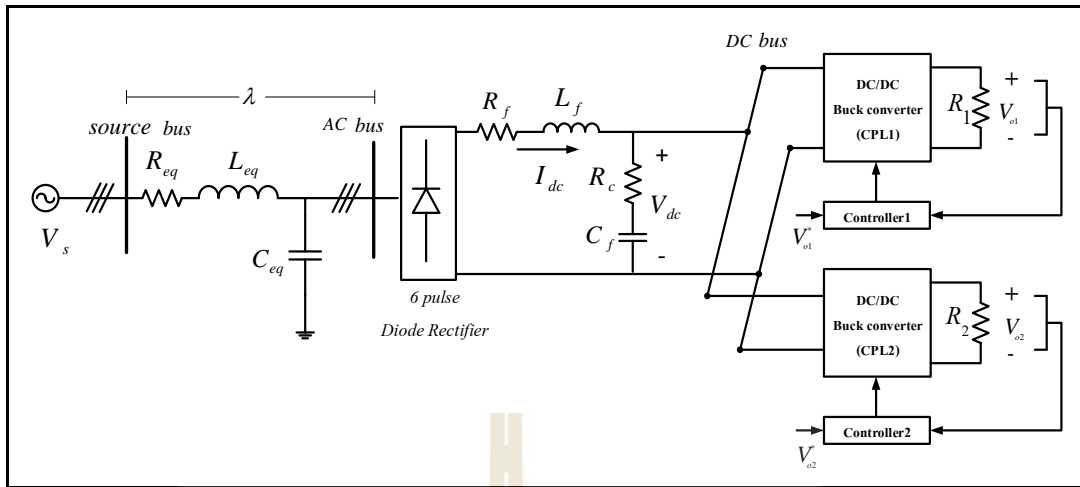 DC bus
λ
source bus
AC bus
R_eq
L_eq
V_s
C_eq
6 pulse
Diode Rectifier
R_f
L_f
I_dc
R_c
C_f
+
V_dc
-
DC/DC
Buck converter
(CPL1)
R_1
+
V_o1
-
Controller1
V*_o1
DC/DC
Buck converter
(CPL2)
R_2
+
V_o2
-
Controller2
V*_o2